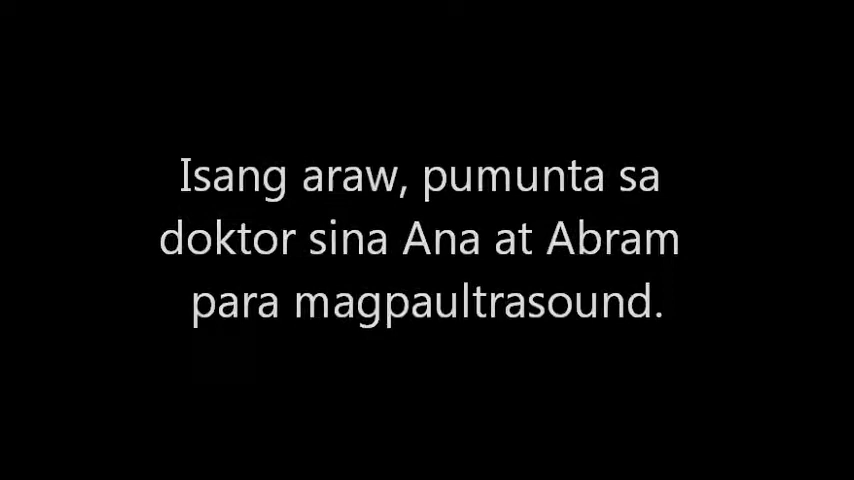 Isang araw, pumunta sa
doktor sina Ana at Abram
para magpaultrasound.